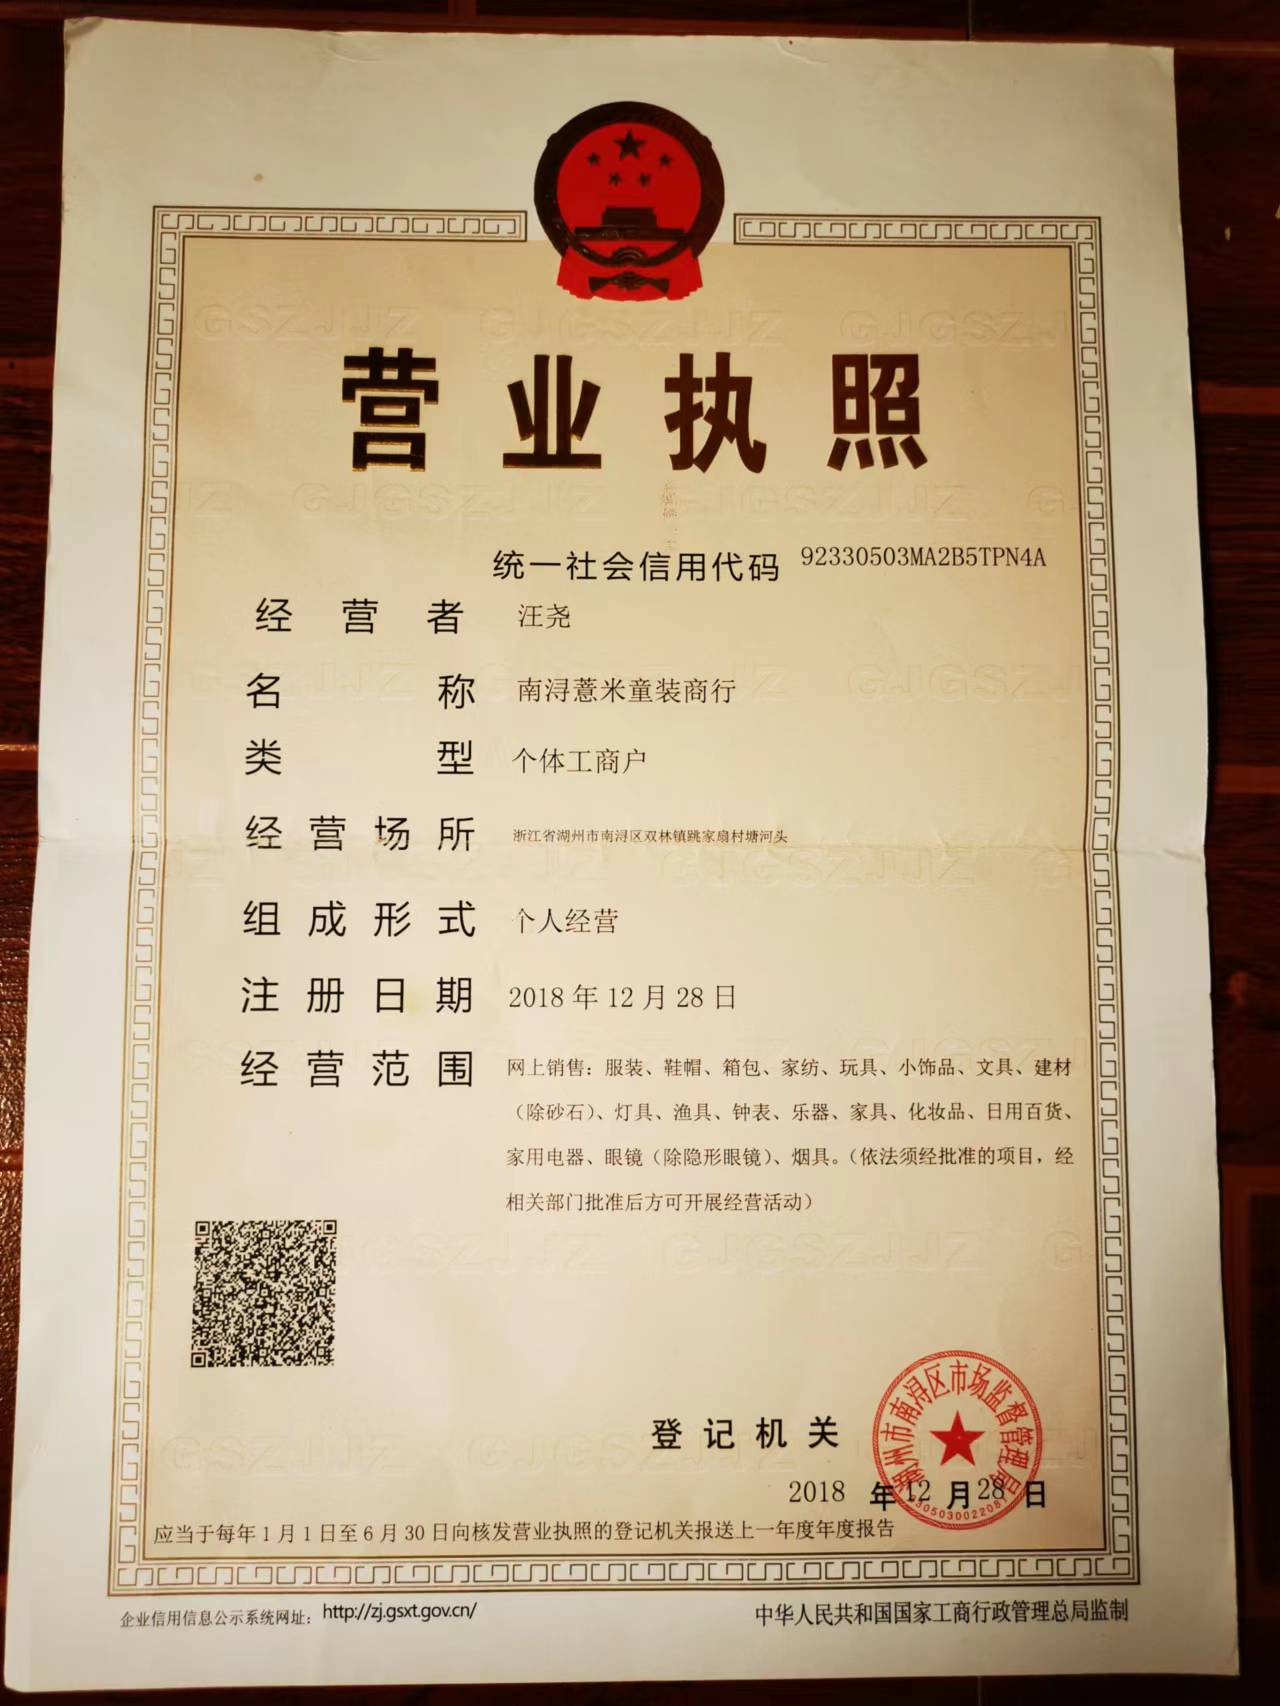 营业执照
统一社会信用代码 92330503MA2B5TPN4A
经营者 汪尧
名称 南浔薏米童装商行
类型 个体工商户
经营场所 浙江省湖州市南浔区双林镇跳家扇村塘河头
组成形式 个人经营
注册日期 2018年12月28日
经营范围 网上销售：服装、鞋帽、箱包、家纺、玩具、小饰品、文具、建材
（除砂石）、灯具、渔具、钟表、乐器、家具、化妆品、日用百货、
家用电器、眼镜（除隐形眼镜）、烟具。（依法须经批准的项目，经
相关部门批准后方可开展经营活动）
湖州市南浔区市场监督管理局
登记机关
2018 年 12 月 28 日
应当于每年1月1日至6月30日向核发营业执照的登记机关报送上一年度年度报告
企业信用信息公示系统网址： http://zj.gsxt.gov.cn/
中华人民共和国国家工商行政管理总局监制